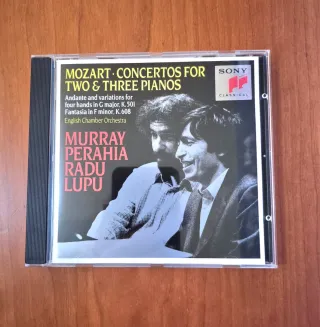 MOZART · CONCERTOS FOR
TWO & THREE PIANOS
Andante and variations for
four hands in G major, K. 501
Fantasia in F minor, K. 608
English Chamber Orchestra
MURRAY
PERAHIA
RADU
LUPU
SONY
CLASSICAL